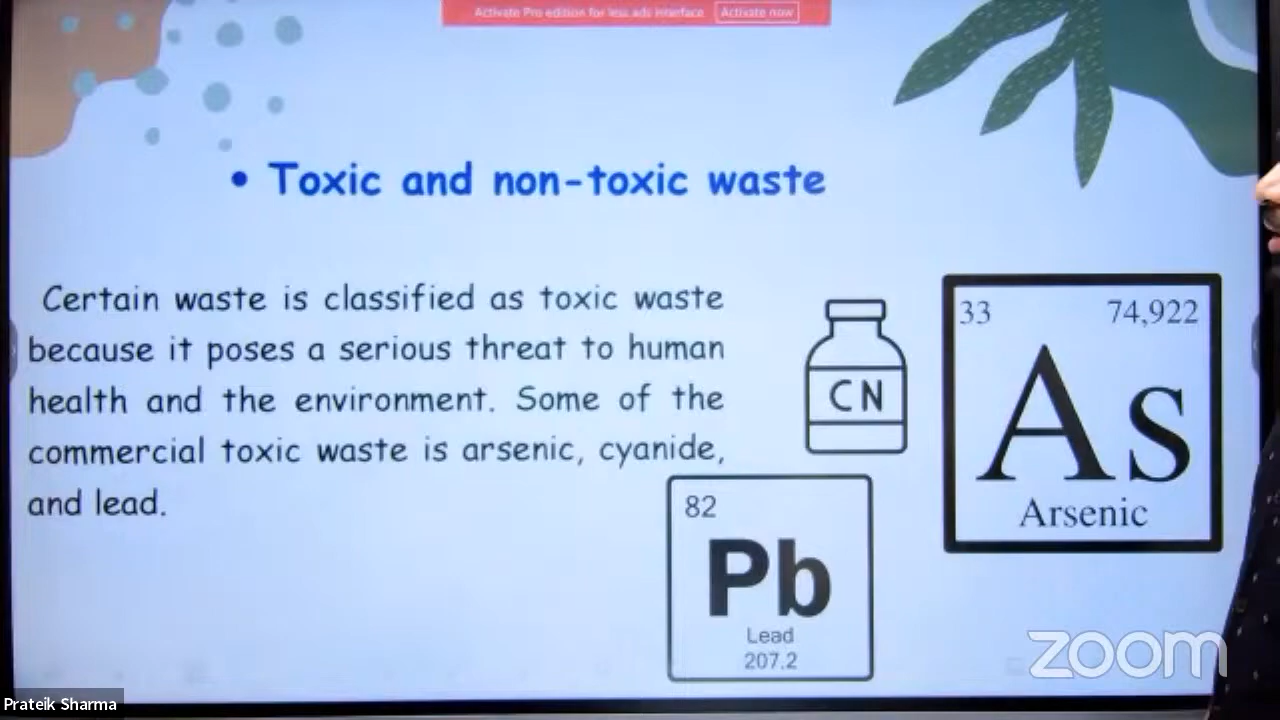 Activate Pro edition for less ads interface Activate now
• Toxic and non-toxic waste
Certain waste is classified as toxic waste
because it poses a serious threat to human
health and the environment. Some of the
commercial toxic waste is arsenic, cyanide,
and lead.
CN
33 74,922
As
Arsenic
82
Pb
Lead
207.2
zoom
Prateik Sharma